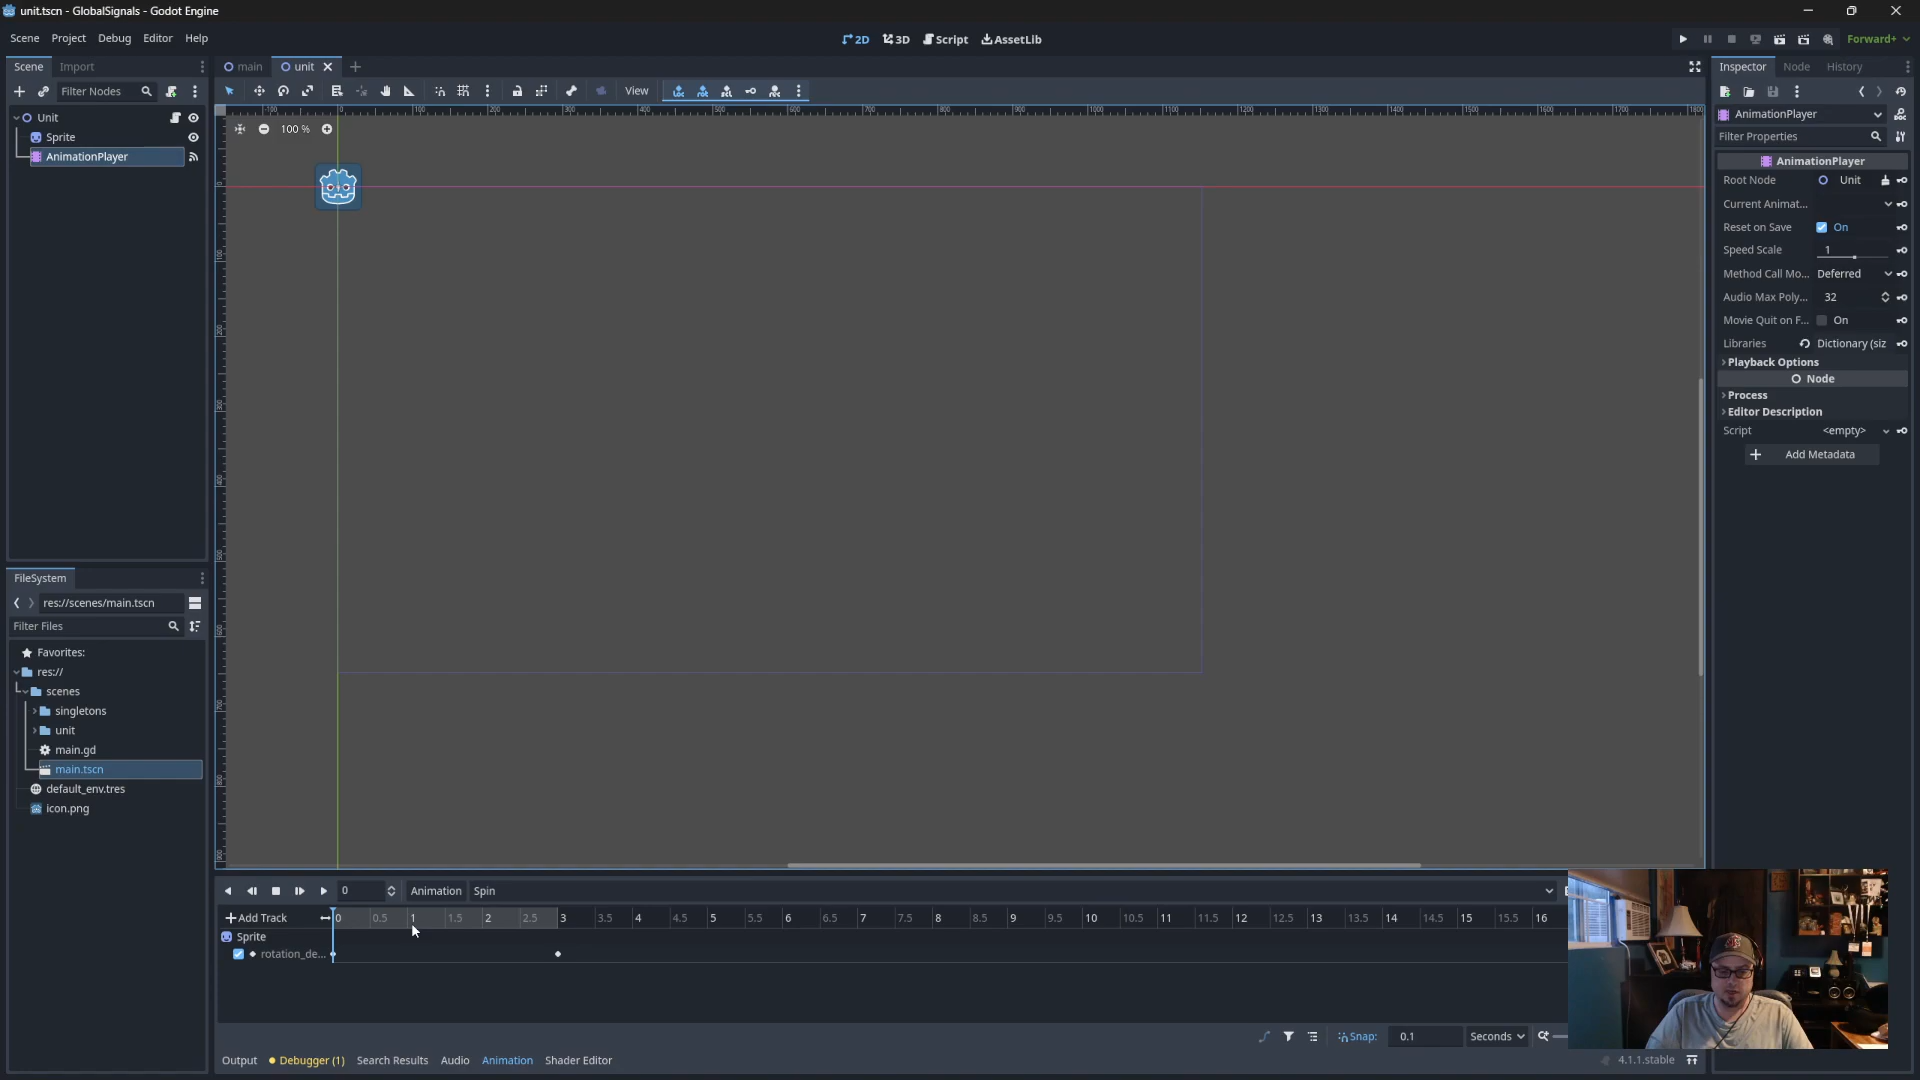 unit.tscn - GlobalSignals - Godot Engine
Scene Project Debug Editor Help
2D 3D Script AssetLib
Forward+
Scene Import
main unit
Inspector Node History
Filter Nodes
View
AnimationPlayer
Filter Properties
Unit
Sprite
AnimationPlayer
100 %
AnimationPlayer
Root Node Unit
Current Animat...
Reset on Save On
Speed Scale 1
Method Call Mo... Deferred
Audio Max Poly... 32
Movie Quit on F... On
Libraries Dictionary (siz
Playback Options
Node
Process
Editor Description
Script <empty>
Add Metadata
FileSystem
res://scenes/main.tscn
Filter Files
Favorites:
res://
scenes
singletons
unit
main.gd
main.tscn
default_env.tres
icon.png
0 Animation Spin
Add Track 0 0.5 1 1.5 2 2.5 3 3.5 4 4.5 5 5.5 6 6.5 7 7.5 8 8.5 9 9.5 10 10.5 11 11.5 12 12.5 13 13.5 14 14.5 15 15.5 16
Sprite
rotation_de...
Snap: 0.1 Seconds
Output Debugger (1) Search Results Audio Animation Shader Editor
4.1.1.stable